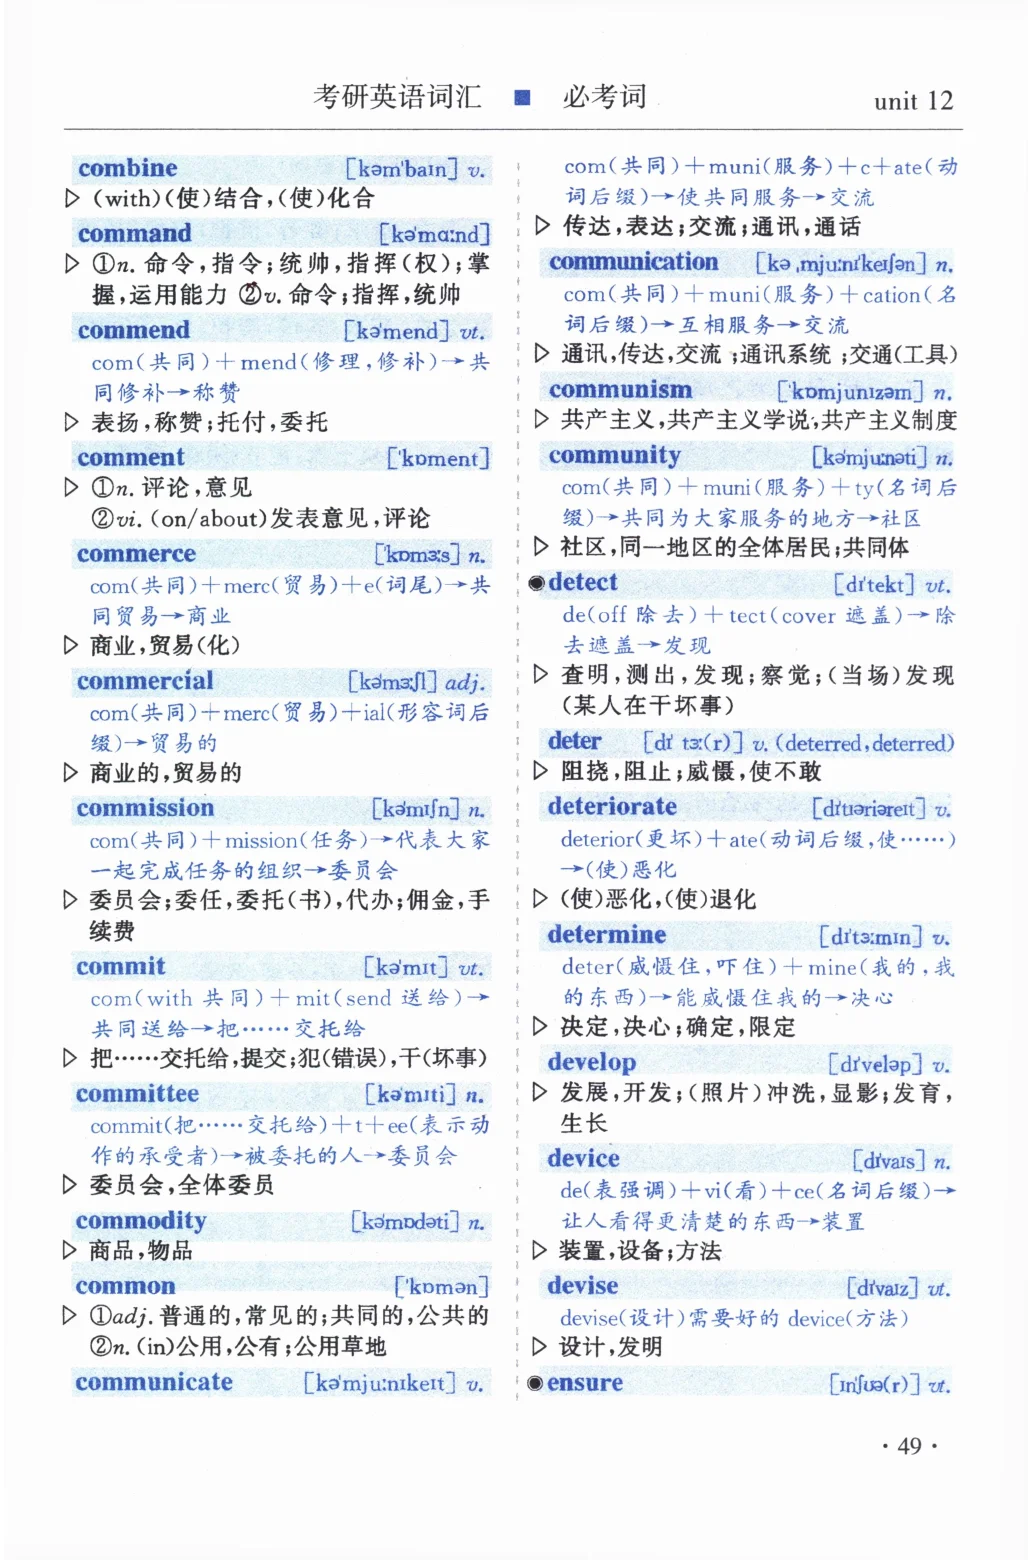 考研英语词汇 ■ 必考词 unit 12
combine [kəm'baɪn] v.
▷ (with)(使)结合,(使)化合
command [kə'mɑːnd]
▷ ①n. 命令,指令;统帅,指挥(权);掌
握,运用能力 ②v. 命令;指挥,统帅
commend [kə'mend] vt.
com(共同)+mend(修理,修补)→共
同修补→称赞
▷ 表扬,称赞;托付,委托
comment ['kɒment]
▷ ①n. 评论,意见
②vi. (on/about)发表意见,评论
commerce ['kɒmɜːs] n.
com(共同)+merc(贸易)+e(词尾)→共
同贸易→商业
▷ 商业,贸易(化)
commercial [kə'mɜːʃl] adj.
com(共同)+merc(贸易)+ial(形容词后
缀)→贸易的
▷ 商业的,贸易的
commission [kə'mɪʃn] n.
com(共同)+mission(任务)→代表大家
一起完成任务的组织→委员会
▷ 委员会;委任,委托(书),代办;佣金,手
续费
commit [kə'mɪt] vt.
com(with 共同)+mit(send 送给)→
共同送给→把……交托给
▷ 把……交托给,提交;犯(错误),干(坏事)
committee [kə'mɪti] n.
commit(把……交托给)+t+ee(表示动
作的承受者)→被委托的人→委员会
▷ 委员会,全体委员
commodity [kə'mɒdəti] n.
▷ 商品,物品
common ['kɒmən]
▷ ①adj. 普通的,常见的;共同的,公共的
②n. (in)公用,公有;公用草地
communicate [kə'mjuːnɪkeɪt] v.
com(共同)+muni(服务)+c+ate(动
词后缀)→使共同服务→交流
▷ 传达,表达;交流;通讯,通话
communication [kəˌmjuːnɪ'keɪʃən] n.
com(共同)+muni(服务)+cation(名
词后缀)→互相服务→交流
▷ 通讯,传达,交流;通讯系统;交通(工具)
communism ['kɒmjunɪzəm] n.
▷ 共产主义,共产主义学说,共产主义制度
community [kə'mjuːnəti] n.
com(共同)+muni(服务)+ty(名词后
缀)→共同为大家服务的地方→社区
▷ 社区,同一地区的全体居民;共同体
◉detect [dɪ'tekt] vt.
de(off 除去)+tect(cover 遮盖)→除
去遮盖→发现
▷ 查明,测出,发现;察觉;(当场)发现
(某人在干坏事)
deter [dɪ'tɜː(r)] v. (deterred,deterred)
▷ 阻挠,阻止;威慑,使不敢
deteriorate [dɪ'tɪəriəreɪt] v.
deterior(更坏)+ate(动词后缀,使……)
→(使)恶化
▷ (使)恶化,(使)退化
determine [dɪ'tɜːmɪn] v.
deter(威慑住,吓住)+mine(我的,我
的东西)→能威慑住我的→决心
▷ 决定,决心;确定,限定
develop [dɪ'veləp] v.
▷ 发展,开发;(照片)冲洗,显影;发育,
生长
device [dɪ'vaɪs] n.
de(表强调)+vi(看)+ce(名词后缀)→
让人看得更清楚的东西→装置
▷ 装置,设备;方法
devise [dɪ'vaɪz] vt.
devise(设计)需要好的 device(方法)
▷ 设计,发明
◉ensure [ɪn'ʃʊə(r)] vt.
· 49 ·